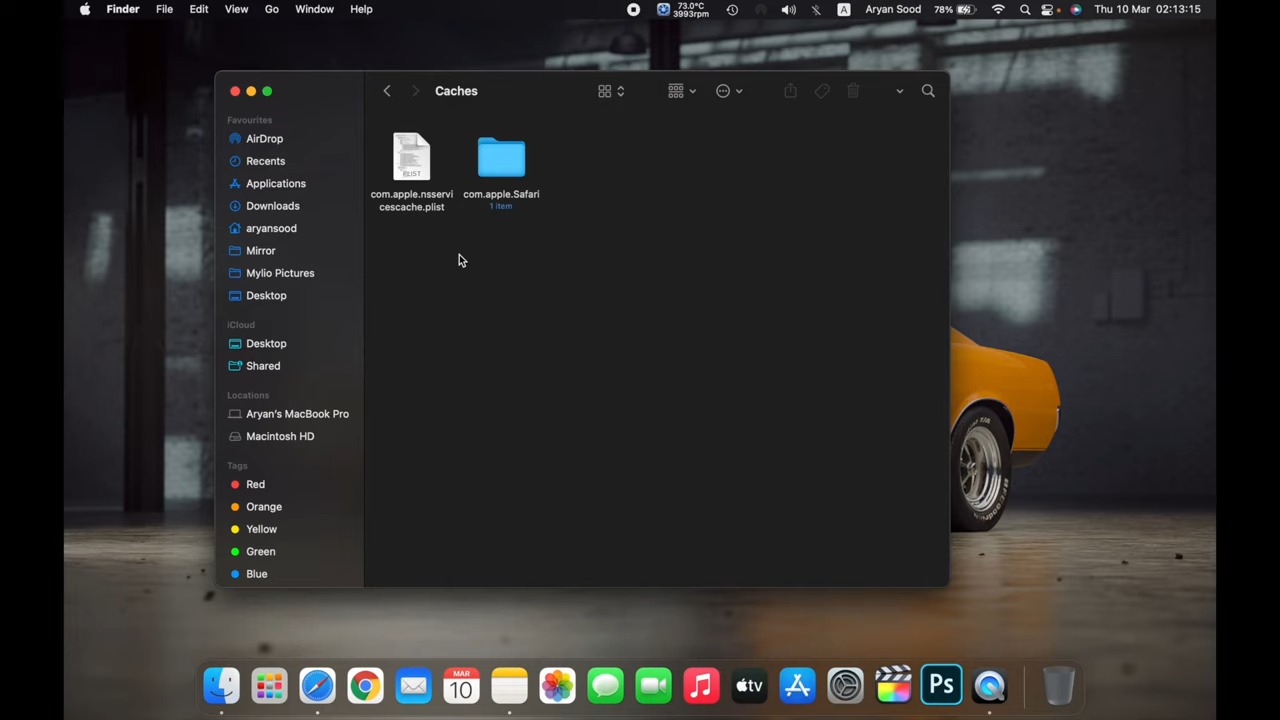 Finder File Edit View Go Window Help
73.0°C
3993rpm
A Aryan Sood 78% Thu 10 Mar 02:13:15
Caches
Favourites
AirDrop
Recents
Applications
Downloads
aryansood
Mirror
Mylio Pictures
Desktop
iCloud
Desktop
Shared
Locations
Aryan's MacBook Pro
Macintosh HD
Tags
Red
Orange
Yellow
Green
Blue
PLIST
com.apple.nsservi
cescache.plist
com.apple.Safari
1 item
MAR
10
tv
Ps